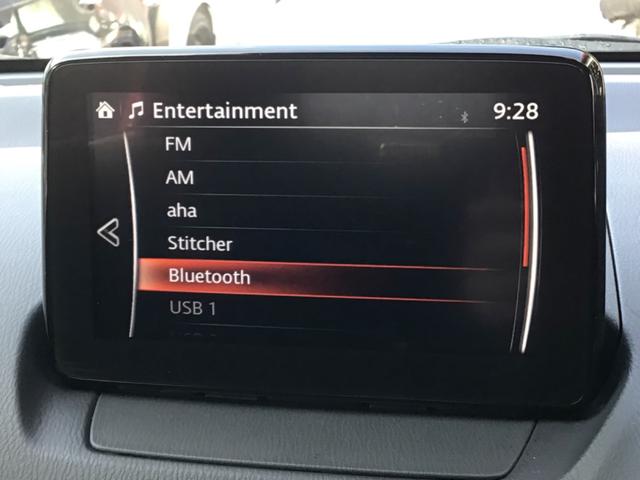 Entertainment
9:28
FM
AM
aha
Stitcher
Bluetooth
USB 1